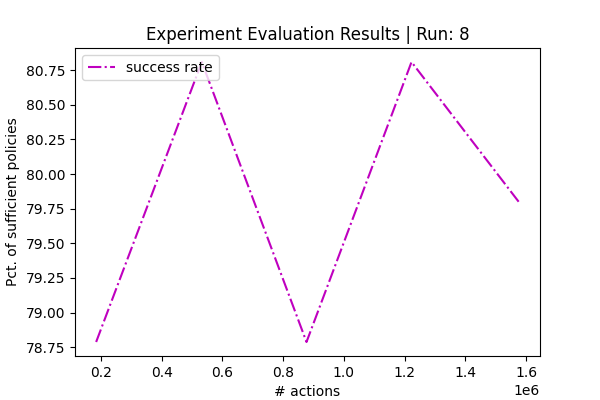 Experiment Evaluation Results | Run: 8
success rate
Pct. of sufficient policies
80.75
80.50
80.25
80.00
79.75
79.50
79.25
79.00
78.75
0.2 0.4 0.6 0.8 1.0 1.2 1.4 1.6
1e6
# actions